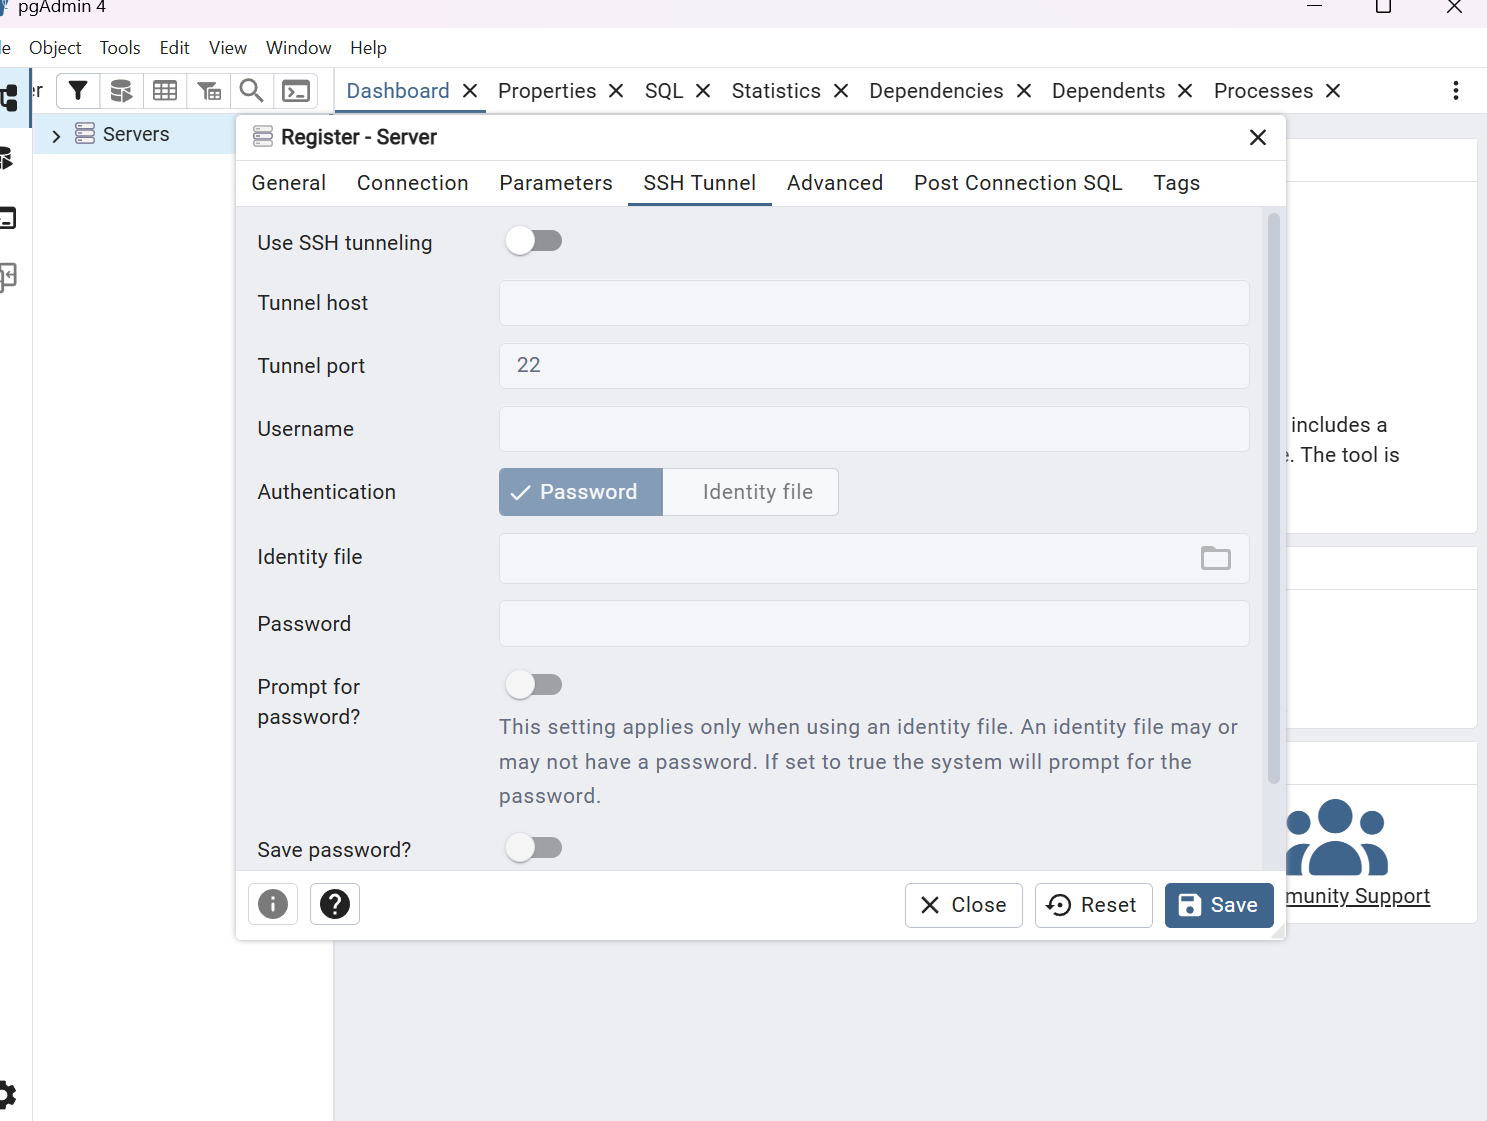 pgAdmin 4
Object Tools Edit View Window Help
Dashboard Properties SQL Statistics Dependencies Dependents Processes
Servers
Register - Server
General Connection Parameters SSH Tunnel Advanced Post Connection SQL Tags
Use SSH tunneling
Tunnel host
Tunnel port 22
Username
Authentication Password Identity file
Identity file
Password
Prompt for
password?
This setting applies only when using an identity file. An identity file may or
may not have a password. If set to true the system will prompt for the
password.
Save password?
Close Reset Save
includes a
. The tool is
munity Support